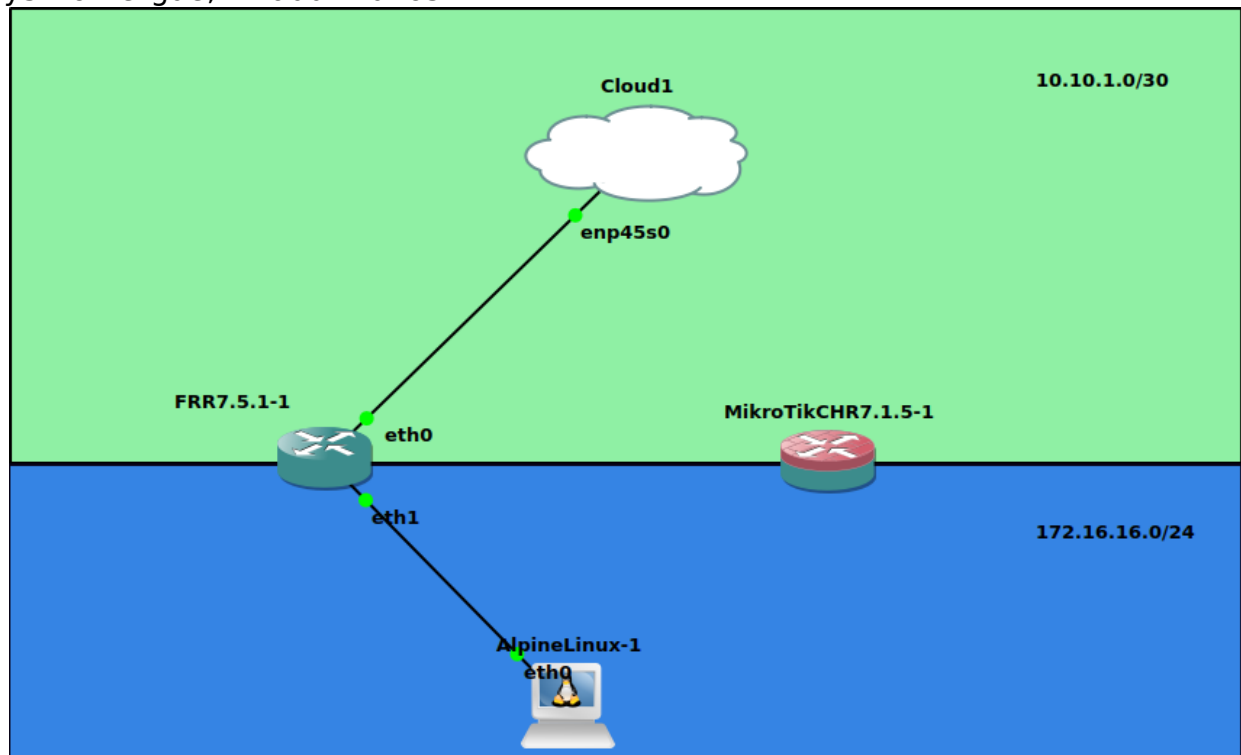 Cloud1
10.10.1.0/30
enp45s0
FRR7.5.1-1
MikroTikCHR7.1.5-1
eth0
eth1
172.16.16.0/24
AlpineLinux-1
eth0